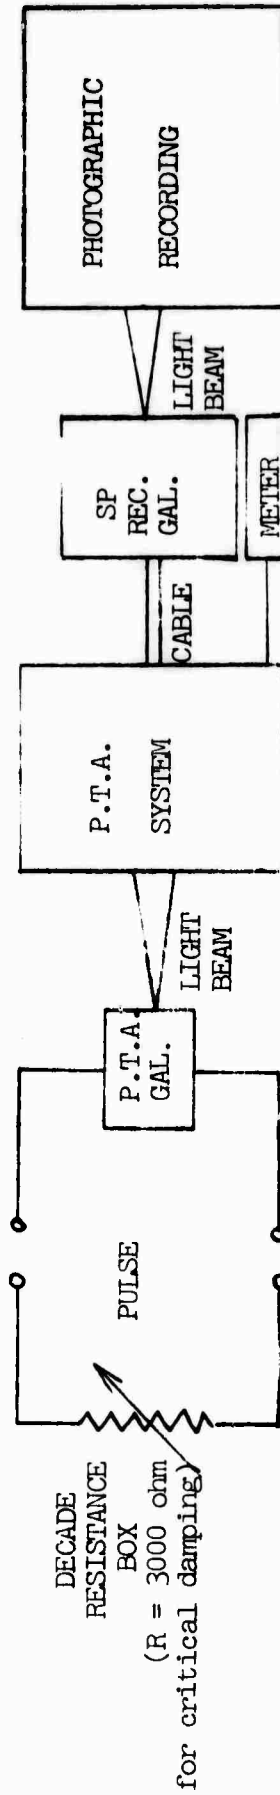 DECADE
RESISTANCE
BOX
(R = 3000 ohm
for critical damping)
PULSE
P.T.A.
GAL.
LIGHT
BEAM
P.T.A.
SYSTEM
CABLE
SP
REC.
GAL.
METER
LIGHT
BEAM
PHOTOGRAPHIC
RECORDING